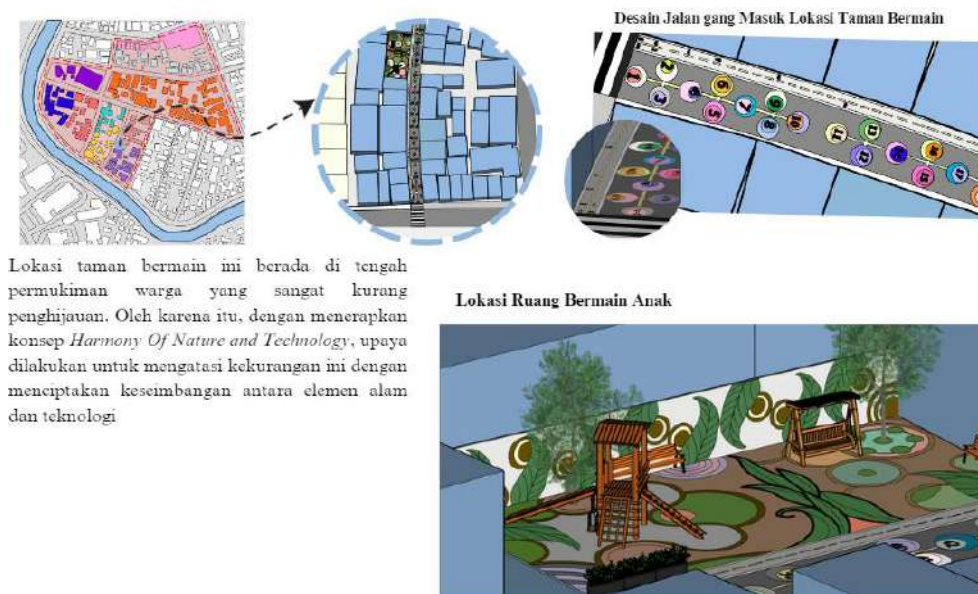 Desain Jalan gang Masuk Lokasi Taman Bermain
Lokasi taman bermain ini berada di tengah
permukiman warga yang sangat kurang
penghijauan. Oleh karena itu, dengan menerapkan
konsep Harmony Of Nature and Technology, upaya
dilakukan untuk mengatasi kekurangan ini dengan
menciptakan keseimbangan antara elemen alam
dan teknologi
Lokasi Ruang Bermain Anak